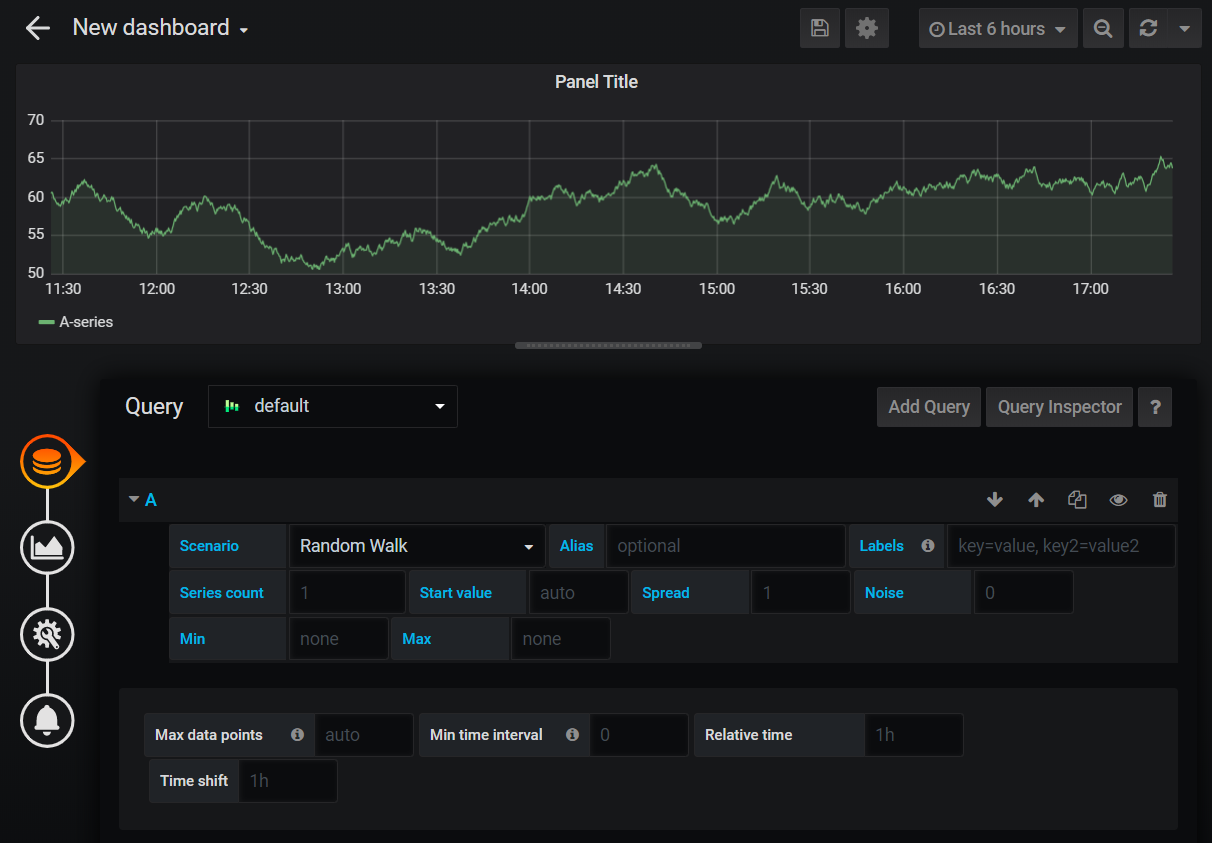 New dashboard
Last 6 hours
Panel Title
70
65
60
55
50
11:30 12:00 12:30 13:00 13:30 14:00 14:30 15:00 15:30 16:00 16:30 17:00
A-series
Query default Add Query Query Inspector ?
A
Scenario Random Walk Alias optional Labels key=value, key2=value2
Series count 1 Start value auto Spread 1 Noise 0
Min none Max none
Max data points auto Min time interval 0 Relative time 1h
Time shift 1h